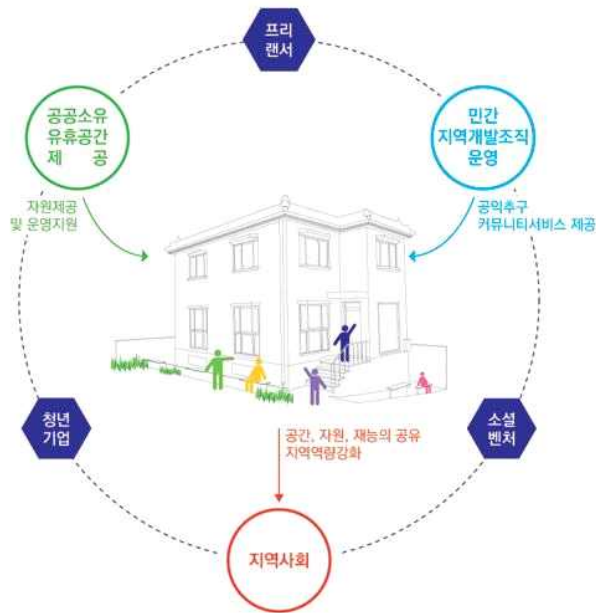 프리
랜서
공공소유
유휴공간
제 공
민간
지역개발조직
운영
자원제공
및 운영지원
공익추구
커뮤니티서비스 제공
청년
기업
소셜
벤처
공간, 자원, 재능의 공유
지역역량강화
지역사회